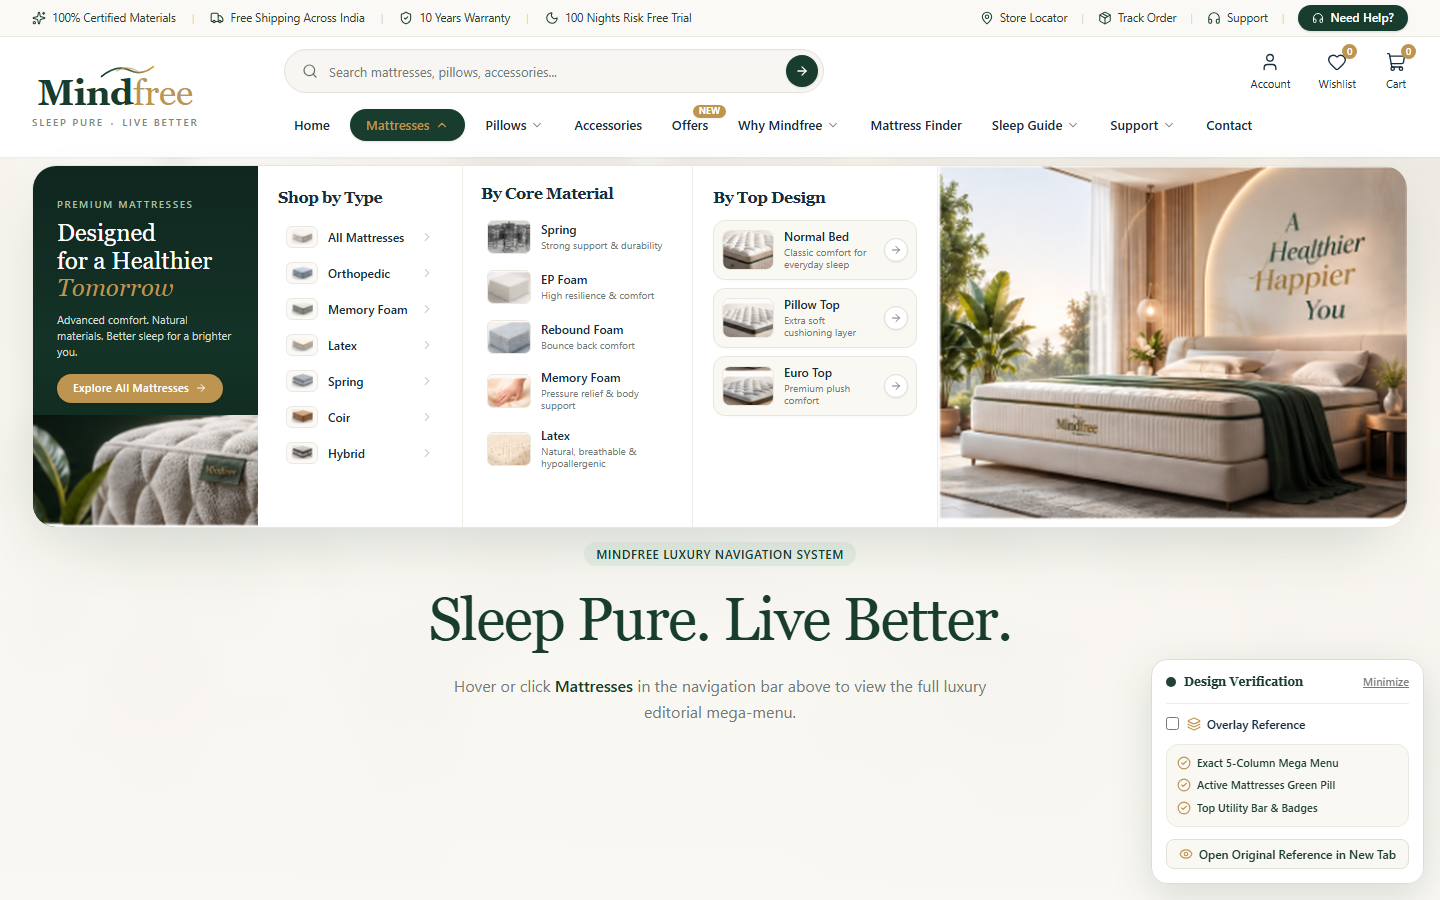 100% Certified Materials
Free Shipping Across India
10 Years Warranty
100 Nights Risk Free Trial
Store Locator
Track Order
Support
Need Help?
Mindfree
SLEEP PURE · LIVE BETTER
Search mattresses, pillows, accessories...
Account
0
Wishlist
0
Cart
Home
Mattresses
Pillows
Accessories
Offers
NEW
Why Mindfree
Mattress Finder
Sleep Guide
Support
Contact
PREMIUM MATTRESSES
Designed
for a Healthier
Tomorrow
Advanced comfort. Natural
materials. Better sleep for a brighter
you.
Explore All Mattresses
Mindfree
Shop by Type
All Mattresses
Orthopedic
Memory Foam
Latex
Spring
Coir
Hybrid
By Core Material
Spring
Strong support & durability
EP Foam
High resilience & comfort
Rebound Foam
Bounce back comfort
Memory Foam
Pressure relief & body
support
Latex
Natural, breathable &
hypoallergenic
By Top Design
Normal Bed
Classic comfort for
everyday sleep
Pillow Top
Extra soft
cushioning layer
Euro Top
Premium plush
comfort
A
Healthier
Happier
You
Mindfree
MINDFREE LUXURY NAVIGATION SYSTEM
Sleep Pure. Live Better.
Hover or click Mattresses in the navigation bar above to view the full luxury
editorial mega-menu.
Design Verification
Minimize
Overlay Reference
Exact 5-Column Mega Menu
Active Mattresses Green Pill
Top Utility Bar & Badges
Open Original Reference in New Tab